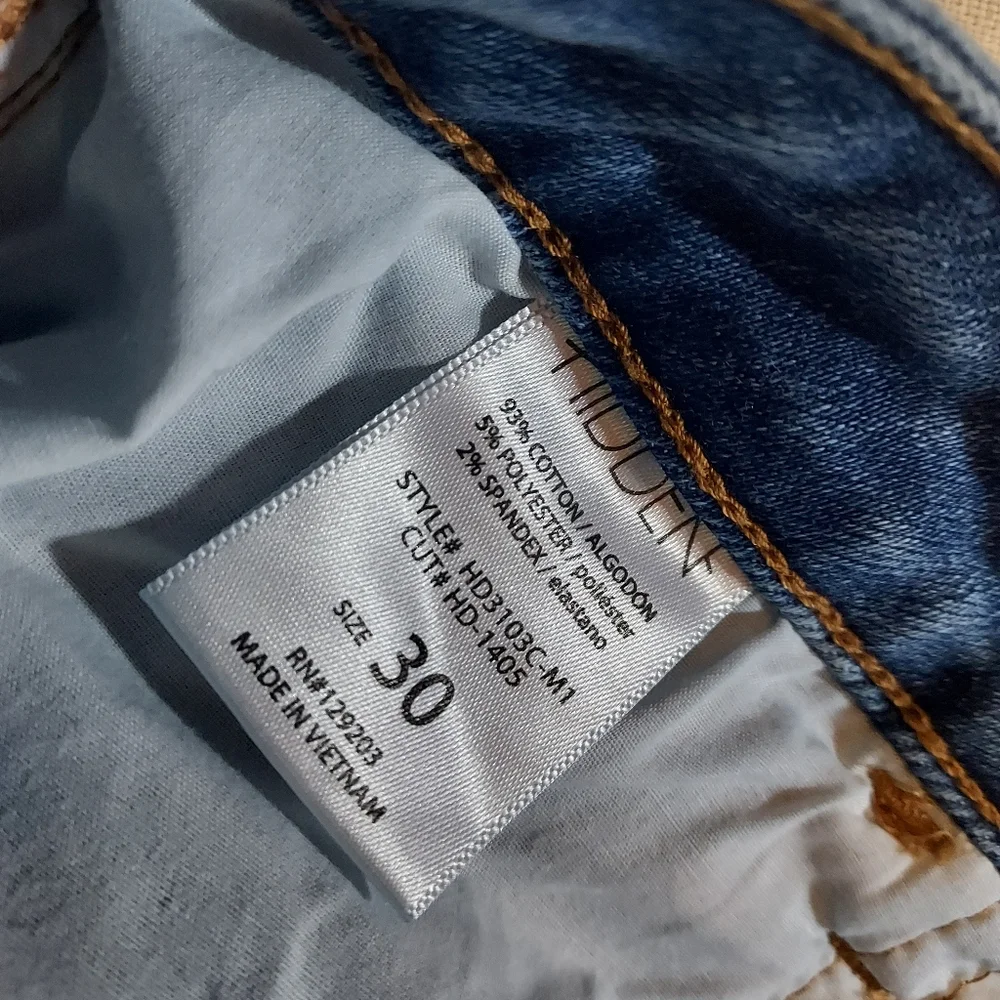 HIDDEN
93% COTTON / ALGODÓN
5% POLYESTER / poliester
2% SPANDEX / elastano
STYLE# HD3103C-M1
CUT# HD-1405
SIZE 30
RN#129203
MADE IN VIETNAM